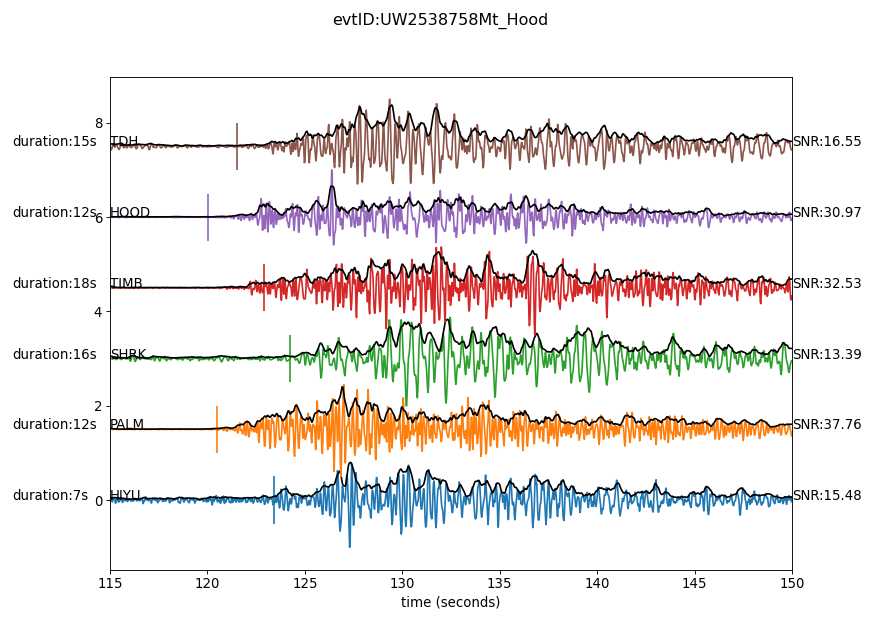 evtID:UW2538758Mt_Hood
8
duration:15s TDH SNR:16.55
duration:12s HOOD SNR:30.97
6
duration:18s TIMB SNR:32.53
4
duration:16s SHRK SNR:13.39
2
duration:12s PALM SNR:37.76
duration:7s HIYU SNR:15.48
0
115 120 125 130 135 140 145 150
time (seconds)